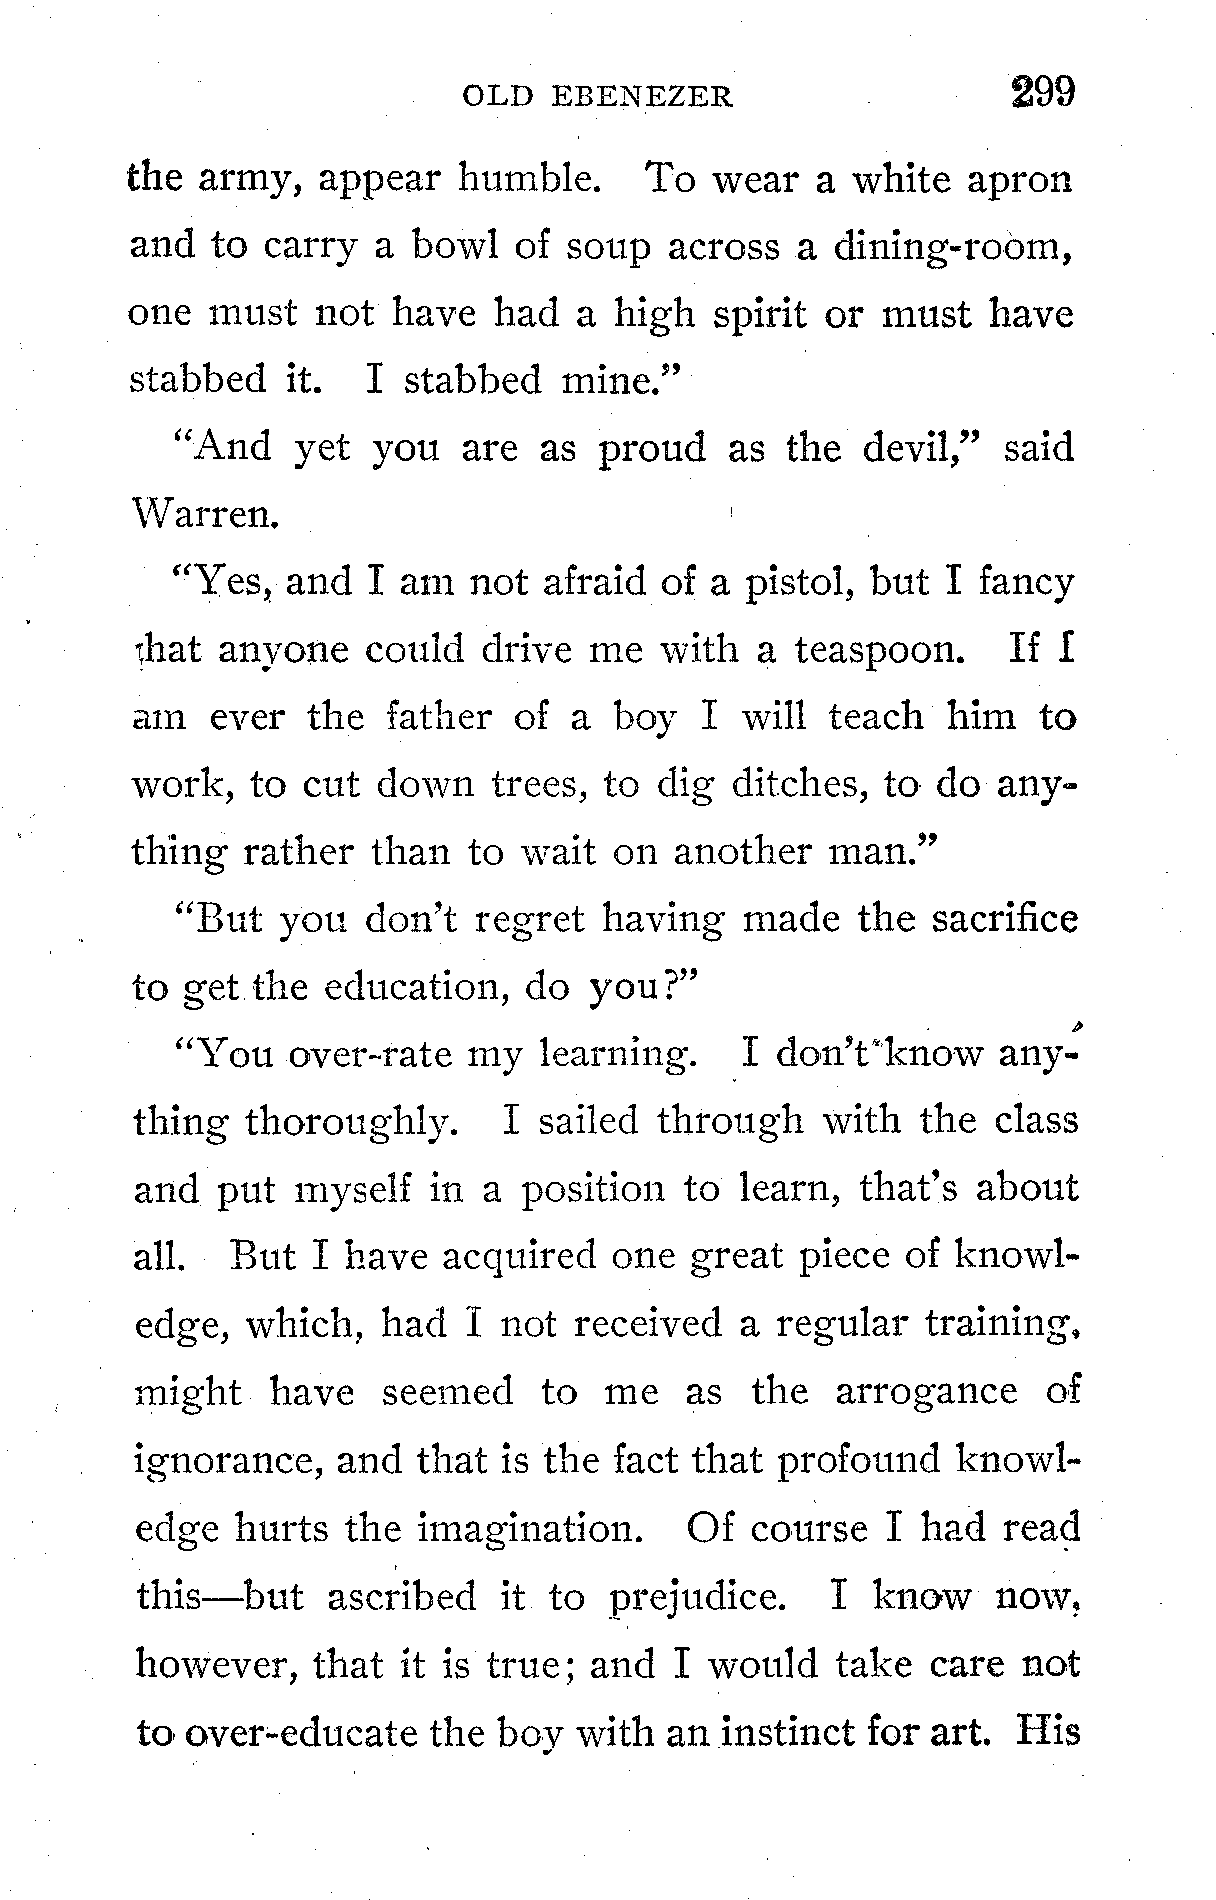 OLD EBENEZER 299
the army, appear humble. To wear a white apron
and to carry a bowl of soup across a dining-room,
one must not have had a high spirit or must have
stabbed it. I stabbed mine.”
“And yet you are as proud as the devil,” said
Warren.
“Yes, and I am not afraid of a pistol, but I fancy
that anyone could drive me with a teaspoon. If I
am ever the father of a boy I will teach him to
work, to cut down trees, to dig ditches, to do any-
thing rather than to wait on another man.”
“But you don’t regret having made the sacrifice
to get the education, do you?”
“You over-rate my learning. I don’t know any-
thing thoroughly. I sailed through with the class
and put myself in a position to learn, that’s about
all. But I have acquired one great piece of knowl-
edge, which, had I not received a regular training,
might have seemed to me as the arrogance of
ignorance, and that is the fact that profound knowl-
edge hurts the imagination. Of course I had read
this—but ascribed it to prejudice. I know now,
however, that it is true; and I would take care not
to over-educate the boy with an instinct for art. His